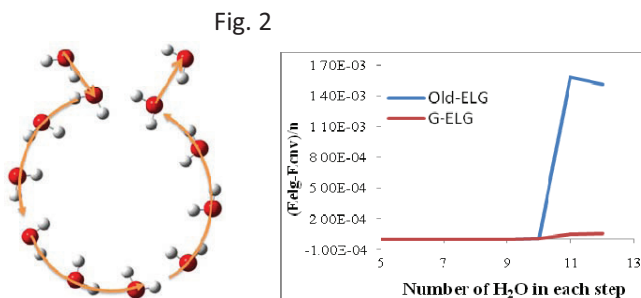 Fig. 2
1.70E-03
1.40E-03
1.10E-03
8.00E-04
5.00E-04
2.00E-04
-1.00E-04
(Felg-Fcnv)/n
Old-ELG
G-ELG
5 7 9 11 13
Number of H₂O in each step